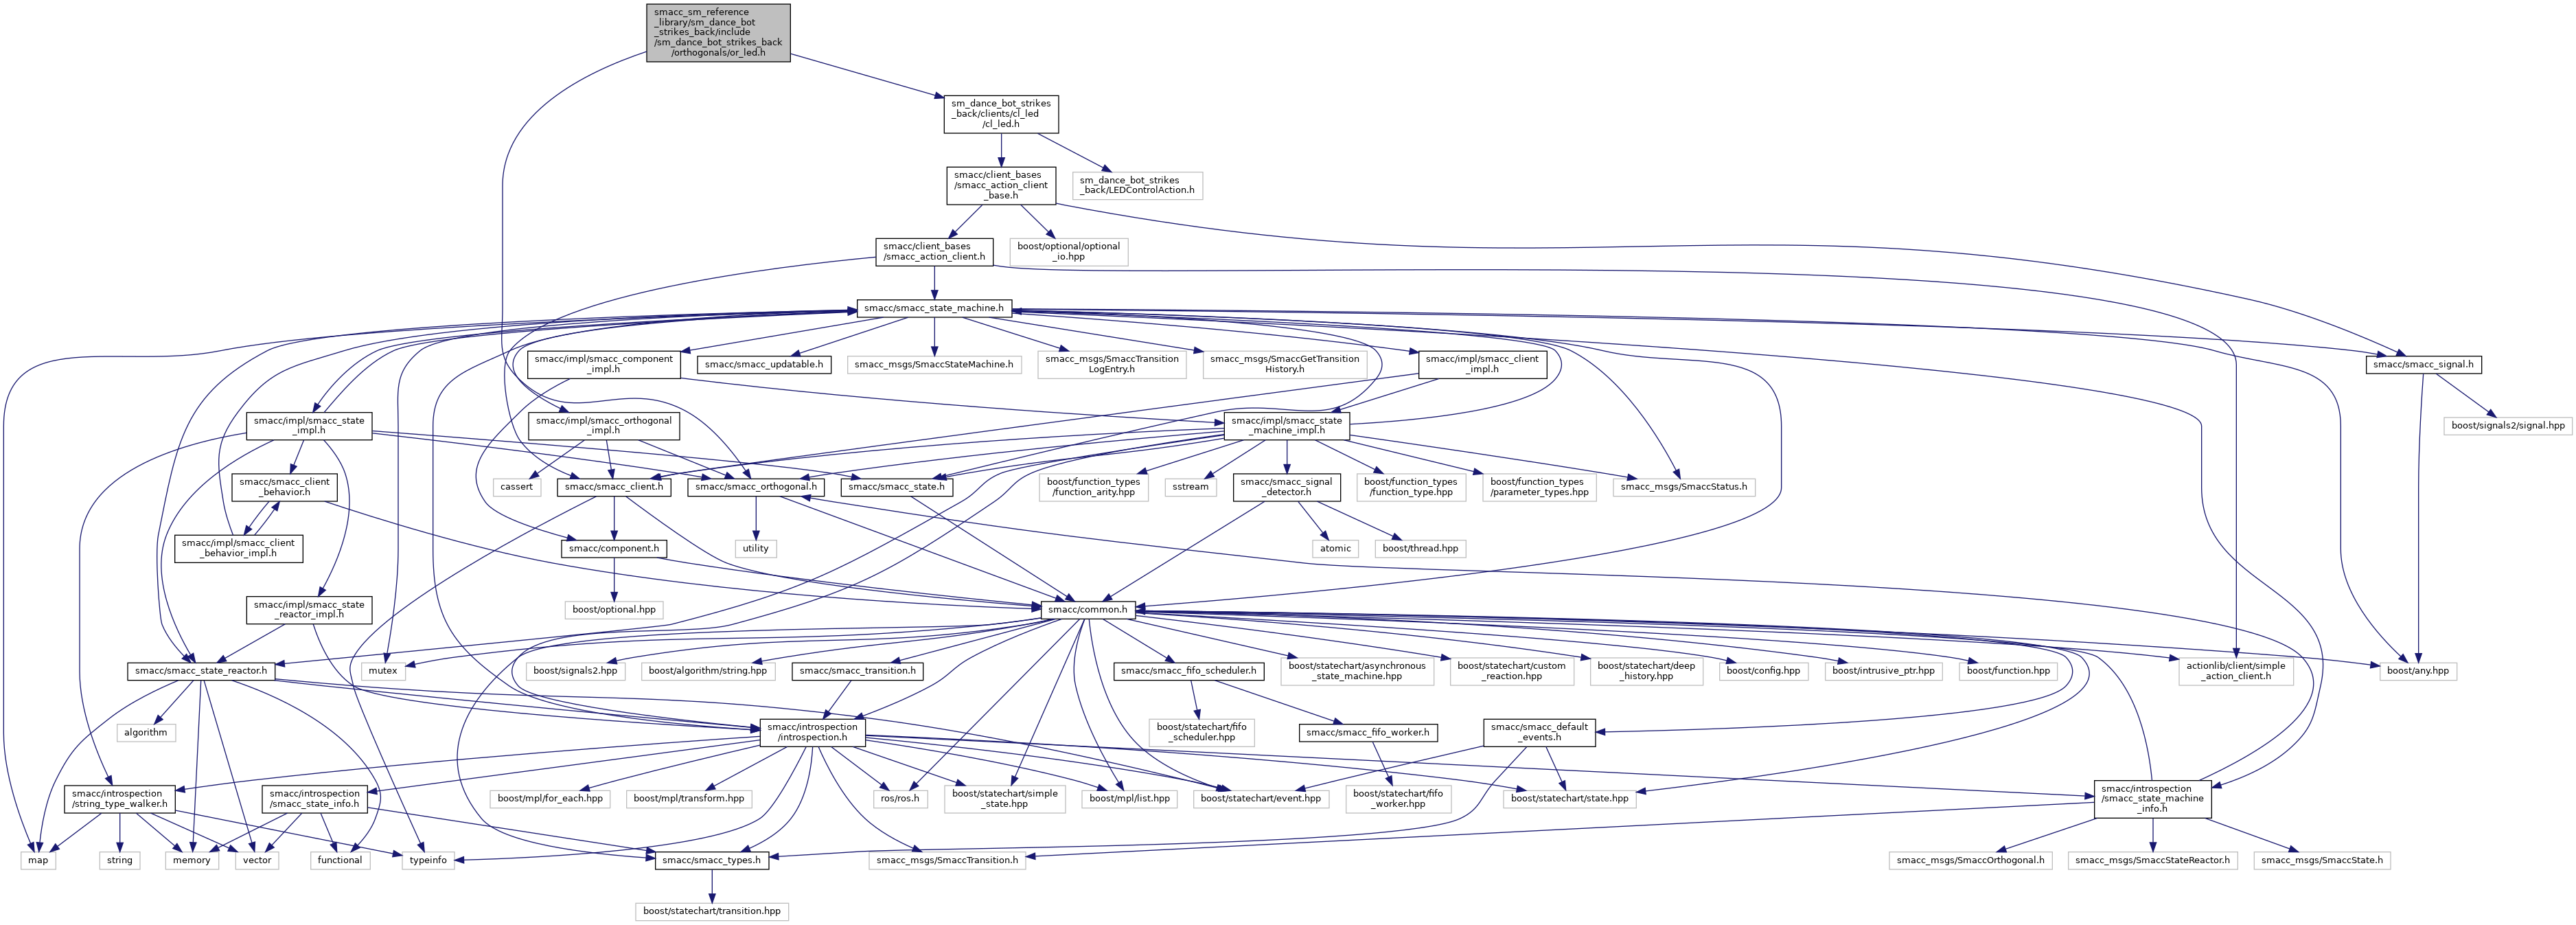 smacc_sm_reference
_library/sm_dance_bot
_strikes_back/include
/sm_dance_bot_strikes_back
/orthogonals/or_led.h
sm_dance_bot_strikes
_back/clients/cl_led
/cl_led.h
smacc/client_bases
/smacc_action_client
_base.h
sm_dance_bot_strikes
_back/LEDControlAction.h
smacc/client_bases
/smacc_action_client.h
boost/optional/optional
_io.hpp
smacc/smacc_state_machine.h
smacc/impl/smacc_component
_impl.h
smacc/smacc_updatable.h
smacc_msgs/SmaccStateMachine.h
smacc_msgs/SmaccTransition
LogEntry.h
smacc_msgs/SmaccGetTransition
History.h
smacc/impl/smacc_client
_impl.h
smacc/smacc_signal.h
smacc/impl/smacc_state
_impl.h
smacc/impl/smacc_orthogonal
_impl.h
smacc/impl/smacc_state
_machine_impl.h
boost/signals2/signal.hpp
smacc/smacc_client
_behavior.h
cassert
smacc/smacc_client.h
smacc/smacc_orthogonal.h
smacc/smacc_state.h
boost/function_types
/function_arity.hpp
sstream
smacc/smacc_signal
_detector.h
boost/function_types
/function_type.hpp
boost/function_types
/parameter_types.hpp
smacc_msgs/SmaccStatus.h
smacc/impl/smacc_client
_behavior_impl.h
smacc/component.h
utility
atomic
boost/thread.hpp
smacc/impl/smacc_state
_reactor_impl.h
boost/optional.hpp
smacc/common.h
smacc/smacc_state_reactor.h
mutex
boost/signals2.hpp
boost/algorithm/string.hpp
smacc/smacc_transition.h
smacc/smacc_fifo_scheduler.h
boost/statechart/asynchronous
_state_machine.hpp
boost/statechart/custom
_reaction.hpp
boost/statechart/deep
_history.hpp
boost/config.hpp
boost/intrusive_ptr.hpp
boost/function.hpp
actionlib/client/simple
_action_client.h
boost/any.hpp
algorithm
smacc/introspection
/introspection.h
boost/statechart/fifo
_scheduler.hpp
smacc/smacc_fifo_worker.h
smacc/smacc_default
_events.h
smacc/introspection
/string_type_walker.h
smacc/introspection
/smacc_state_info.h
boost/mpl/for_each.hpp
boost/mpl/transform.hpp
ros/ros.h
boost/statechart/simple
_state.hpp
boost/mpl/list.hpp
boost/statechart/event.hpp
boost/statechart/fifo
_worker.hpp
boost/statechart/state.hpp
smacc/introspection
/smacc_state_machine
_info.h
map
string
memory
vector
functional
typeinfo
smacc/smacc_types.h
smacc_msgs/SmaccTransition.h
smacc_msgs/SmaccOrthogonal.h
smacc_msgs/SmaccStateReactor.h
smacc_msgs/SmaccState.h
boost/statechart/transition.hpp